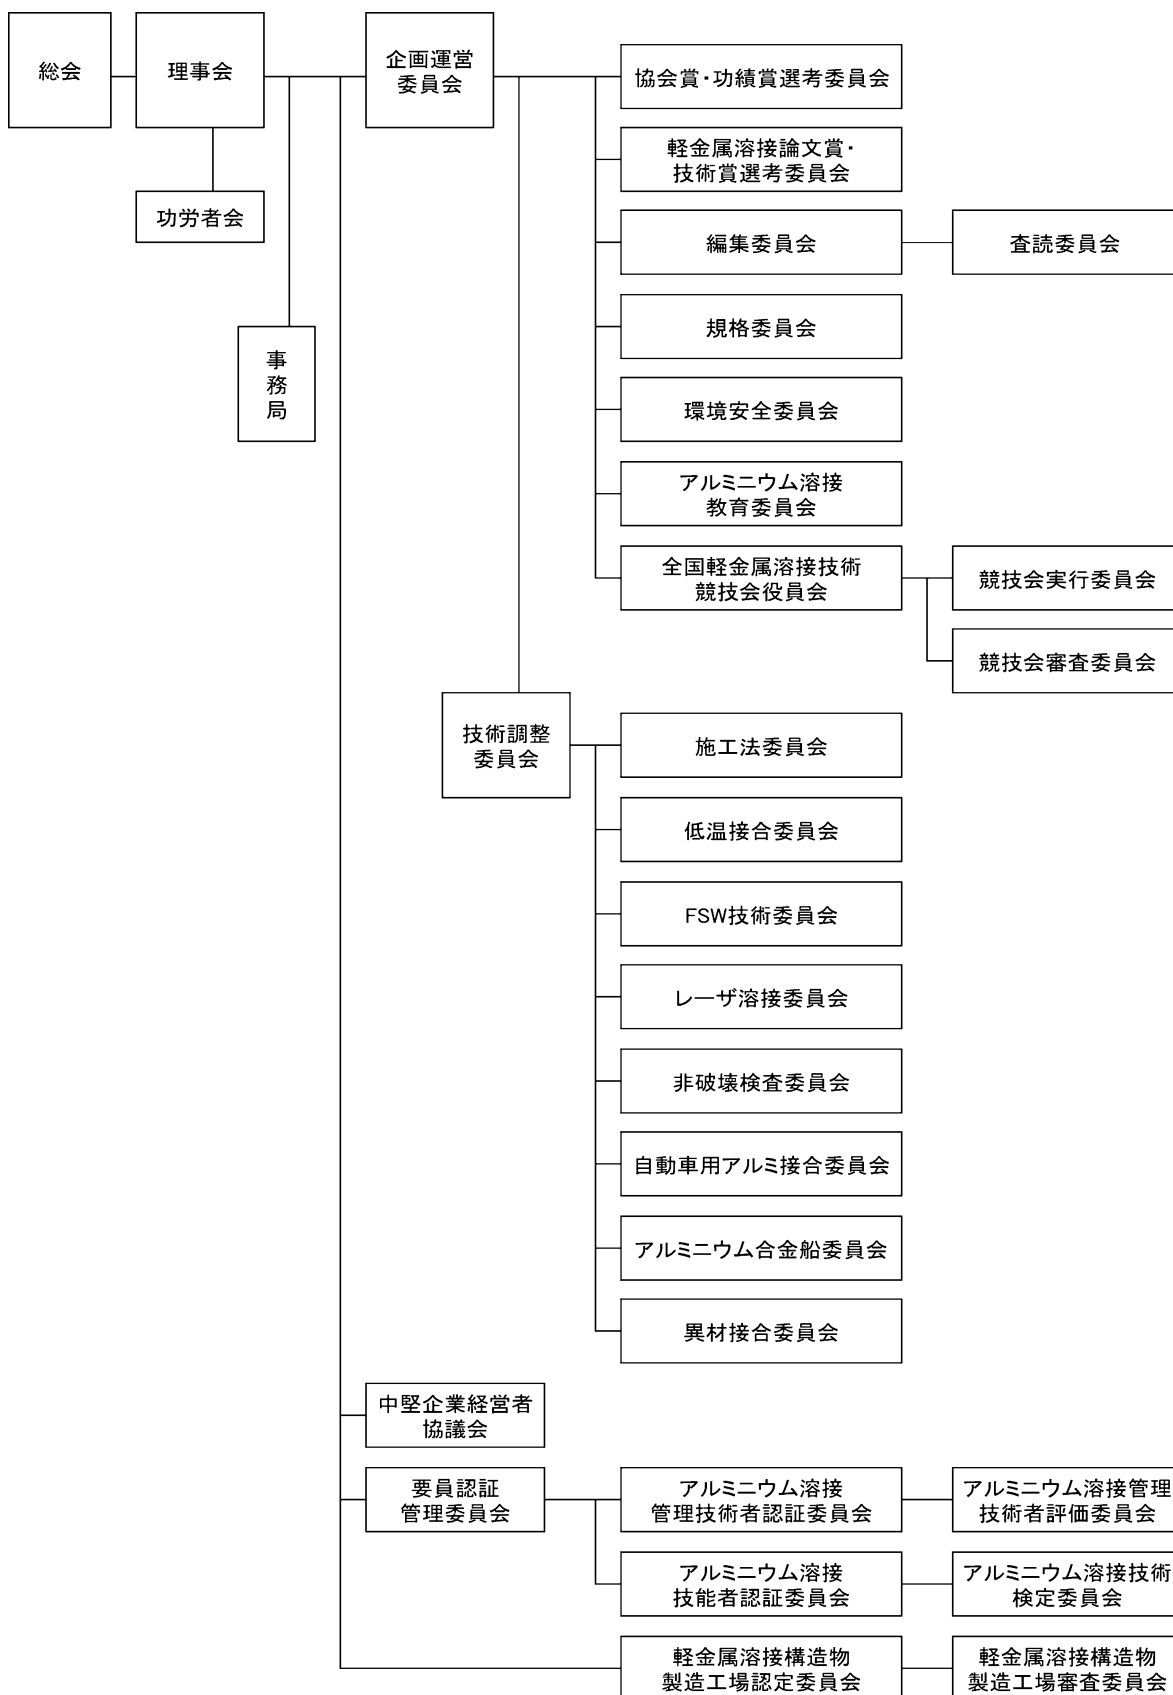 総会
理事会
企画運営
委員会
協会賞・功績賞選考委員会
軽金属溶接論文賞・
技術賞選考委員会
功労者会
編集委員会
査読委員会
規格委員会
事
務
局
環境安全委員会
アルミニウム溶接
教育委員会
全国軽金属溶接技術
競技会役員会
競技会実行委員会
競技会審査委員会
技術調整
委員会
施工法委員会
低温接合委員会
FSW技術委員会
レーザ溶接委員会
非破壊検査委員会
自動車用アルミ接合委員会
アルミニウム合金船委員会
異材接合委員会
中堅企業経営者
協議会
要員認証
管理委員会
アルミニウム溶接
管理技術者認証委員会
アルミニウム溶接管理
技術者評価委員会
アルミニウム溶接
技能者認証委員会
アルミニウム溶接技術
検定委員会
軽金属溶接構造物
製造工場認定委員会
軽金属溶接構造物
製造工場審査委員会